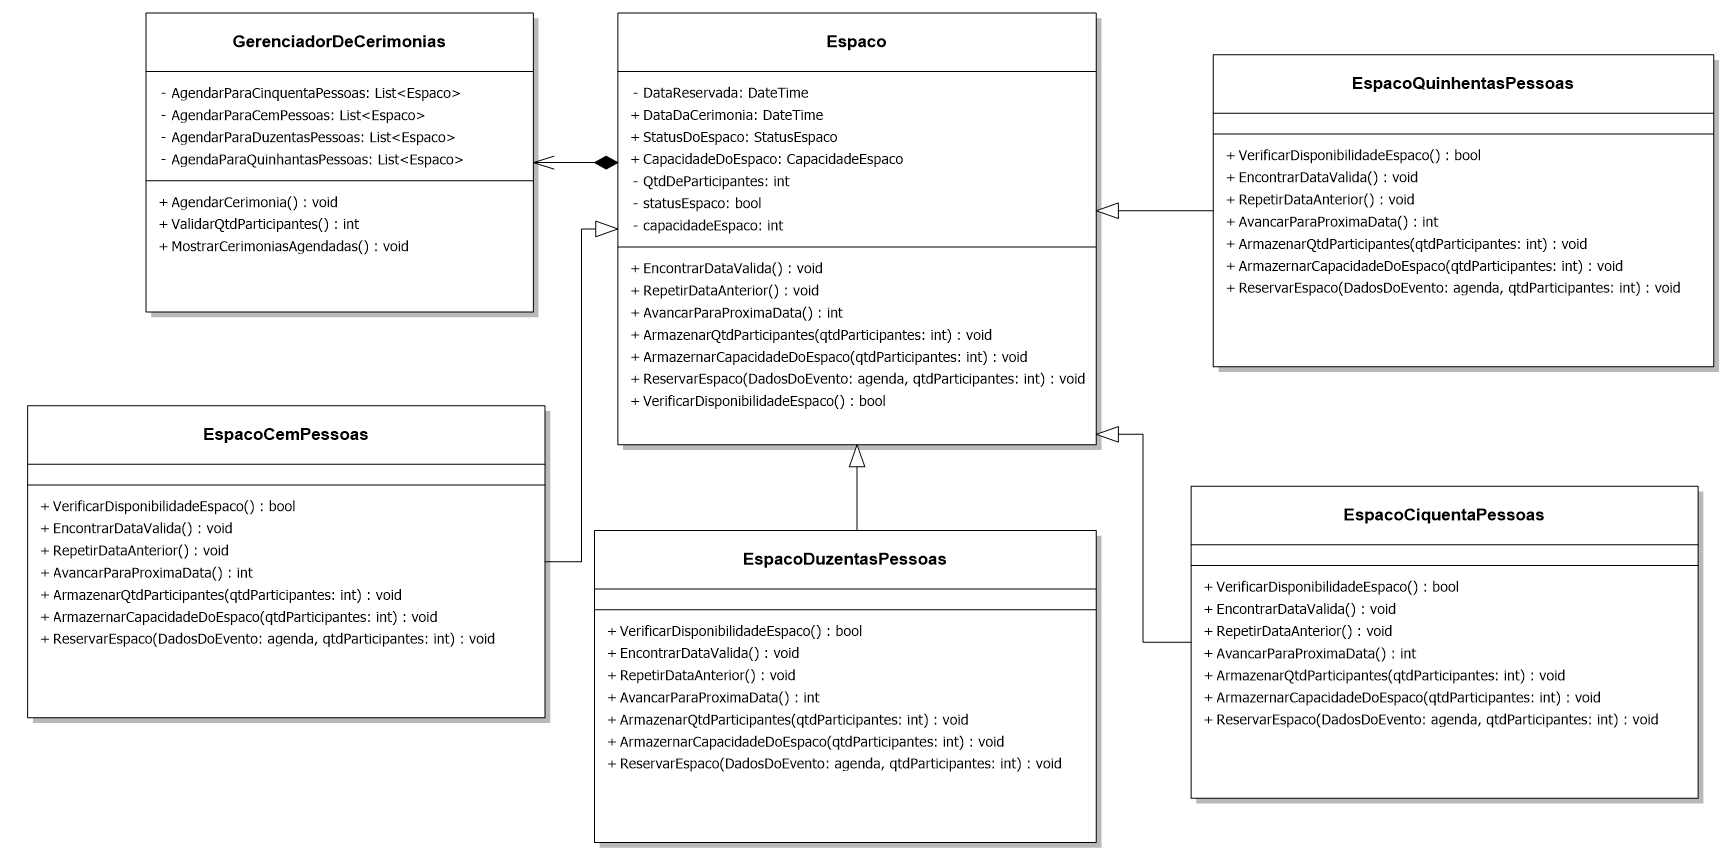 GerenciadorDeCerimonias
- AgendarParaCinquentaPessoas: List<Espaco>
- AgendarParaCemPessoas: List<Espaco>
- AgendarParaDuzentasPessoas: List<Espaco>
- AgendaParaQuinhantasPessoas: List<Espaco>
+ AgendarCerimonia() : void
+ ValidarQtdParticipantes() : int
+ MostrarCerimoniasAgendadas() : void
Espaco
- DataReservada: DateTime
+ DataDaCerimonia: DateTime
+ StatusDoEspaco: StatusEspaco
+ CapacidadeDoEspaco: CapacidadeEspaco
- QtdDeParticipantes: int
- statusEspaco: bool
- capacidadeEspaco: int
+ EncontrarDataValida() : void
+ RepetirDataAnterior() : void
+ AvancarParaProximaData() : int
+ ArmazenarQtdParticipantes(qtdParticipantes: int) : void
+ ArmazernarCapacidadeDoEspaco(qtdParticipantes: int) : void
+ ReservarEspaco(DadosDoEvento: agenda, qtdParticipantes: int) : void
+ VerificarDisponibilidadeEspaco() : bool
EspacoQuinhentasPessoas
+ VerificarDisponibilidadeEspaco() : bool
+ EncontrarDataValida() : void
+ RepetirDataAnterior() : void
+ AvancarParaProximaData() : int
+ ArmazenarQtdParticipantes(qtdParticipantes: int) : void
+ ArmazernarCapacidadeDoEspaco(qtdParticipantes: int) : void
+ ReservarEspaco(DadosDoEvento: agenda, qtdParticipantes: int) : void
EspacoCemPessoas
+ VerificarDisponibilidadeEspaco() : bool
+ EncontrarDataValida() : void
+ RepetirDataAnterior() : void
+ AvancarParaProximaData() : int
+ ArmazenarQtdParticipantes(qtdParticipantes: int) : void
+ ArmazernarCapacidadeDoEspaco(qtdParticipantes: int) : void
+ ReservarEspaco(DadosDoEvento: agenda, qtdParticipantes: int) : void
EspacoDuzentasPessoas
+ VerificarDisponibilidadeEspaco() : bool
+ EncontrarDataValida() : void
+ RepetirDataAnterior() : void
+ AvancarParaProximaData() : int
+ ArmazenarQtdParticipantes(qtdParticipantes: int) : void
+ ArmazernarCapacidadeDoEspaco(qtdParticipantes: int) : void
+ ReservarEspaco(DadosDoEvento: agenda, qtdParticipantes: int) : void
EspacoCiquentaPessoas
+ VerificarDisponibilidadeEspaco() : bool
+ EncontrarDataValida() : void
+ RepetirDataAnterior() : void
+ AvancarParaProximaData() : int
+ ArmazenarQtdParticipantes(qtdParticipantes: int) : void
+ ArmazernarCapacidadeDoEspaco(qtdParticipantes: int) : void
+ ReservarEspaco(DadosDoEvento: agenda, qtdParticipantes: int) : void